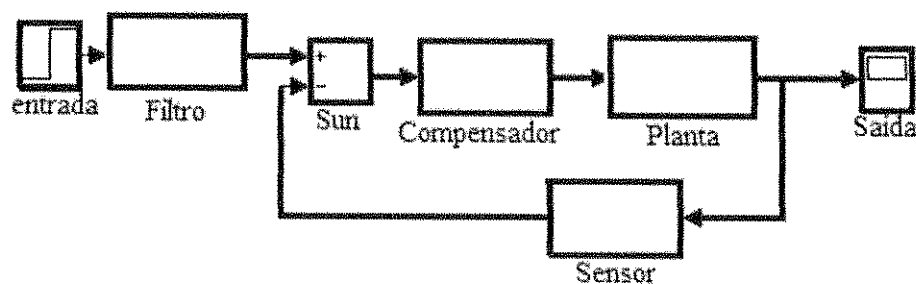 entrada
Filtro
+
−
Sun
Compensador
Planta
Saída
Sensor